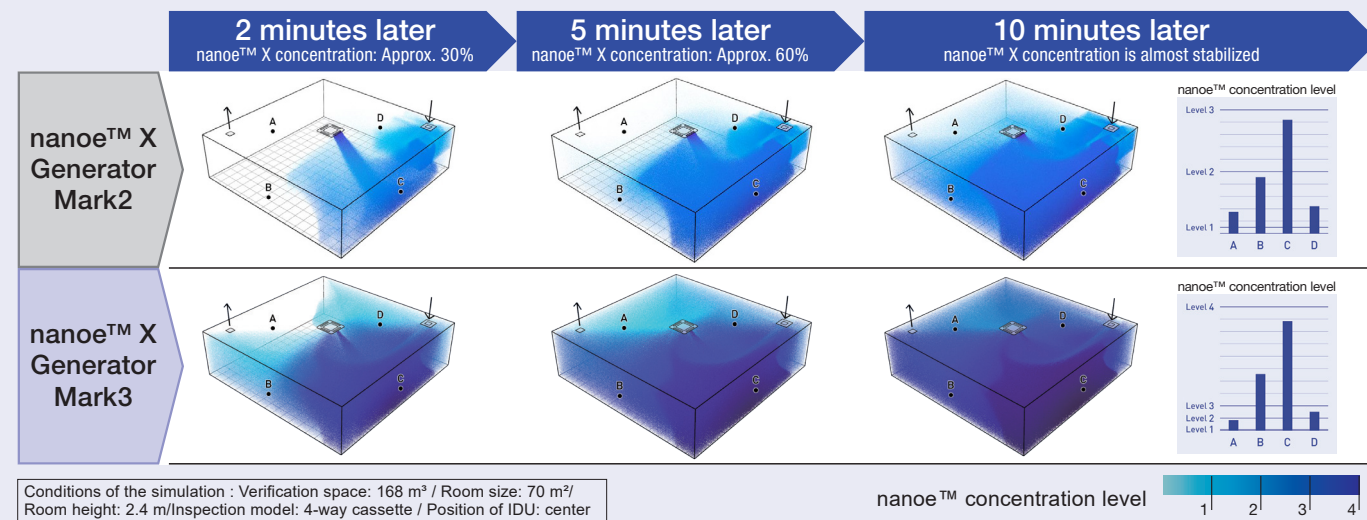 2 minutes later
nanoe™ X concentration: Approx. 30%
5 minutes later
nanoe™ X concentration: Approx. 60%
10 minutes later
nanoe™ X concentration is almost stabilized
nanoe™ X
Generator
Mark2
A
D
B
C
A
D
B
C
A
D
B
C
nanoe™ concentration level
Level 3
Level 2
Level 1
A B C D
nanoe™ X
Generator
Mark3
A
D
B
C
A
D
B
C
A
D
B
C
nanoe™ concentration level
Level 4
Level 3
Level 2
Level 1
A B C D
Conditions of the simulation : Verification space: 168 m³ / Room size: 70 m²/
Room height: 2.4 m/Inspection model: 4-way cassette / Position of IDU: center
nanoe™ concentration level
1 2 3 4